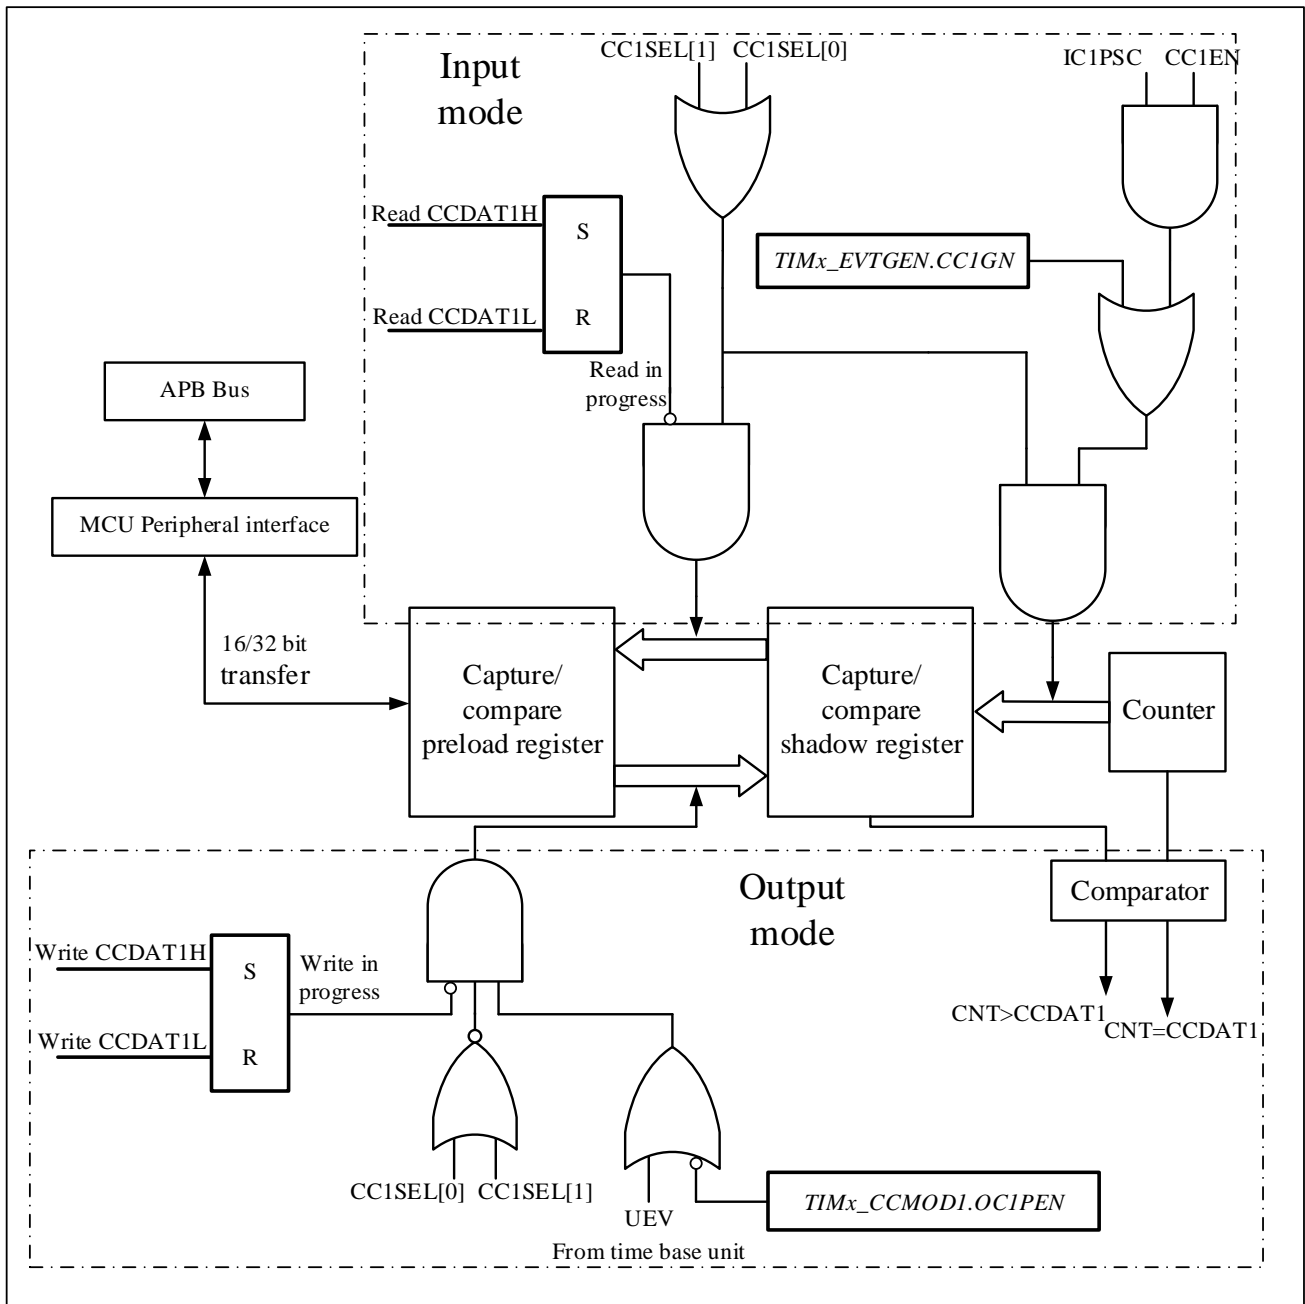 CC1SEL[1] CC1SEL[0]
IC1PSC CC1EN
Input
mode
Read CCDAT1H
S
TIMx_EVTGEN.CC1GN
Read CCDAT1L
R
Read in
progress
APB Bus
MCU Peripheral interface
16/32 bit
transfer
Capture/
compare
preload register
Capture/
compare
shadow register
Counter
Output
mode
Comparator
Write CCDAT1H
S
Write in
progress
CNT>CCDAT1
CNT=CCDAT1
Write CCDAT1L
R
CC1SEL[0] CC1SEL[1]
UEV
TIMx_CCMOD1.OC1PEN
From time base unit